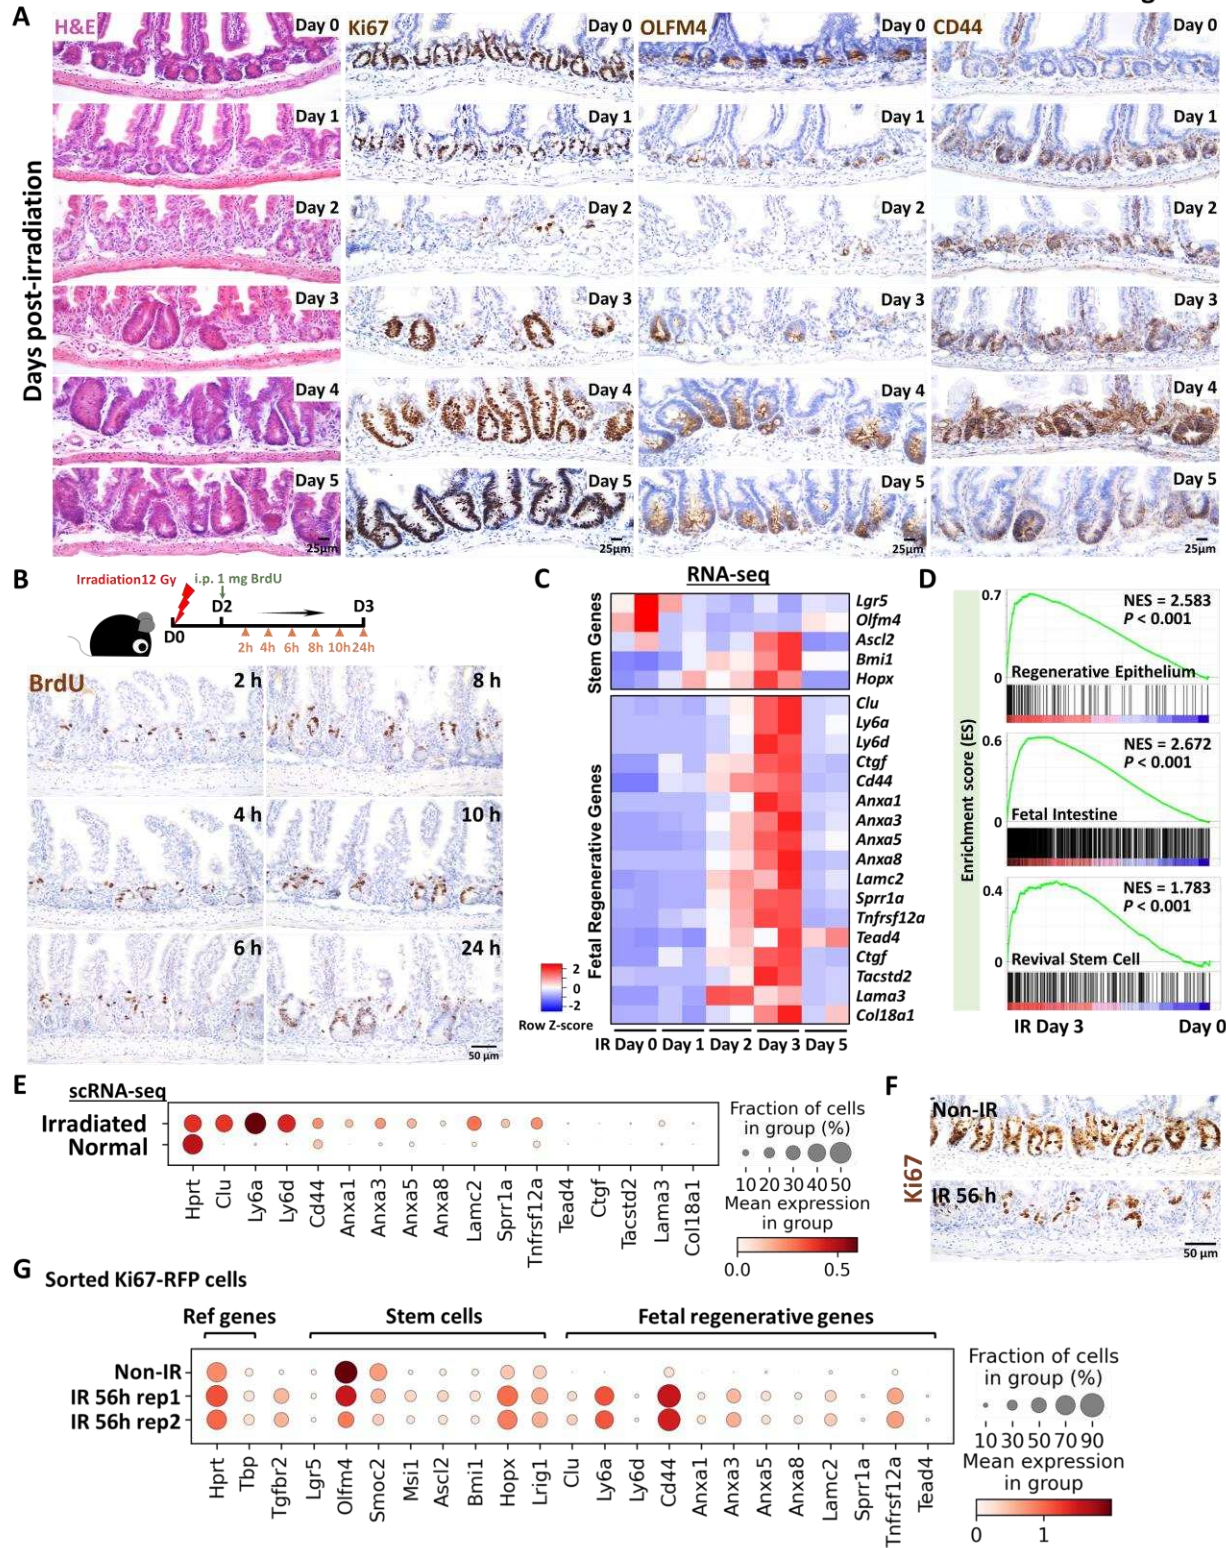 A
H&E
Day 0
Ki67
Day 0
OLFM4
Day 0
CD44
Day 0
Day 1
Day 1
Day 1
Day 1
Day 2
Day 2
Day 2
Day 2
Day 3
Day 3
Day 3
Day 3
Day 4
Day 4
Day 4
Day 4
Day 5
Day 5
Day 5
Day 5
25µm
25µm
25µm
25µm
Days post-irradiation
B
Irradiation12 Gy
i.p. 1 mg BrdU
D2
D3
D0
2h
4h
6h
8h
10h
24h
BrdU
2 h
8 h
4 h
10 h
6 h
24 h
50 µm
C
RNA-seq
Stem Genes
Lgr5
Olfm4
Ascl2
Bmi1
Hopx
Fetal Regenerative Genes
Clu
Ly6a
Ly6d
Ctgf
Cd44
Anxa1
Anxa3
Anxa5
Anxa8
Lamc2
Sprr1a
Tnfrsf12a
Tead4
Ctgf
Tacstd2
Lama3
Col18a1
2
0
-2
Row Z-score
IR Day 0 Day 1 Day 2 Day 3 Day 5
D
Enrichment score (ES)
0.7
NES = 2.583
P < 0.001
Regenerative Epithelium
0
0.6
NES = 2.672
P < 0.001
Fetal Intestine
0
0.4
NES = 1.783
P < 0.001
Revival Stem Cell
0
IR Day 3
Day 0
E
scRNA-seq
Irradiated
Normal
Hprt
Clu
Ly6a
Ly6d
Cd44
Anxa1
Anxa3
Anxa5
Anxa8
Lamc2
Sprr1a
Tnfrsf12a
Tead4
Ctgf
Tacstd2
Lama3
Col18a1
Fraction of cells
in group (%)
10 20 30 40 50
Mean expression
in group
0.0
0.5
F
Ki67
Non-IR
IR 56 h
50 µm
G
Sorted Ki67-RFP cells
Ref genes
Stem cells
Fetal regenerative genes
Non-IR
IR 56h rep1
IR 56h rep2
Hprt
Tbp
Tgfbr2
Lgr5
Olfm4
Smoc2
Msi1
Ascl2
Bmi1
Hopx
Lrig1
Clu
Ly6a
Ly6d
Cd44
Anxa1
Anxa3
Anxa5
Anxa8
Lamc2
Sprr1a
Tnfrsf12a
Tead4
Fraction of cells
in group (%)
10 30 50 70 90
Mean expression
in group
0
1